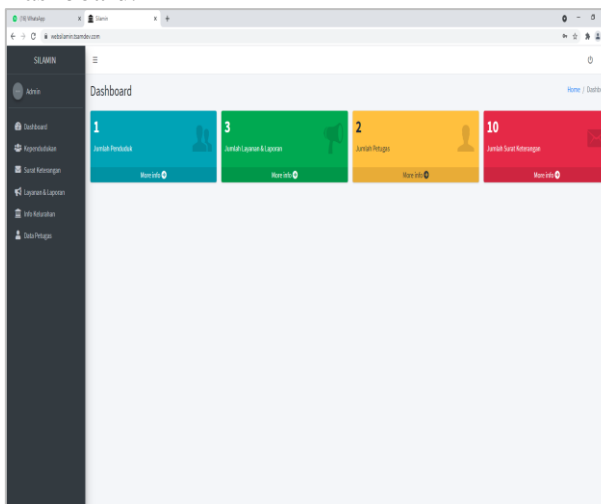 (16) WhatsApp
Silamin
websilamin.tsamdev.com
SILAMIN
Admin
Dashboard
Home / Dashbo
1
Jumlah Penduduk
More info
3
Jumlah Layanan & Laporan
More info
2
Jumlah Petugas
More info
10
Jumlah Surat Keterangan
More info
Dashboard
Kependudukan
Surat Keterangan
Layanan & Laporan
Info Kelurahan
Data Petugas